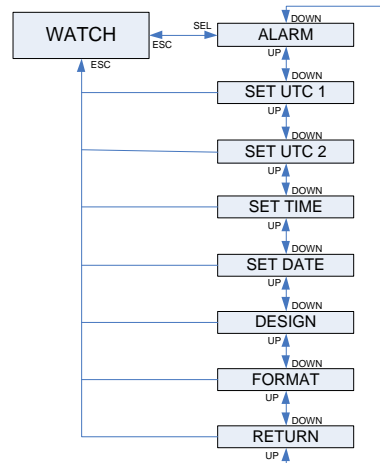 DOWN
WATCH
SEL
ESC
ALARM
ESC
UP
DOWN
SET UTC 1
UP
DOWN
SET UTC 2
UP
DOWN
SET TIME
UP
DOWN
SET DATE
UP
DOWN
DESIGN
UP
DOWN
FORMAT
UP
DOWN
RETURN
UP